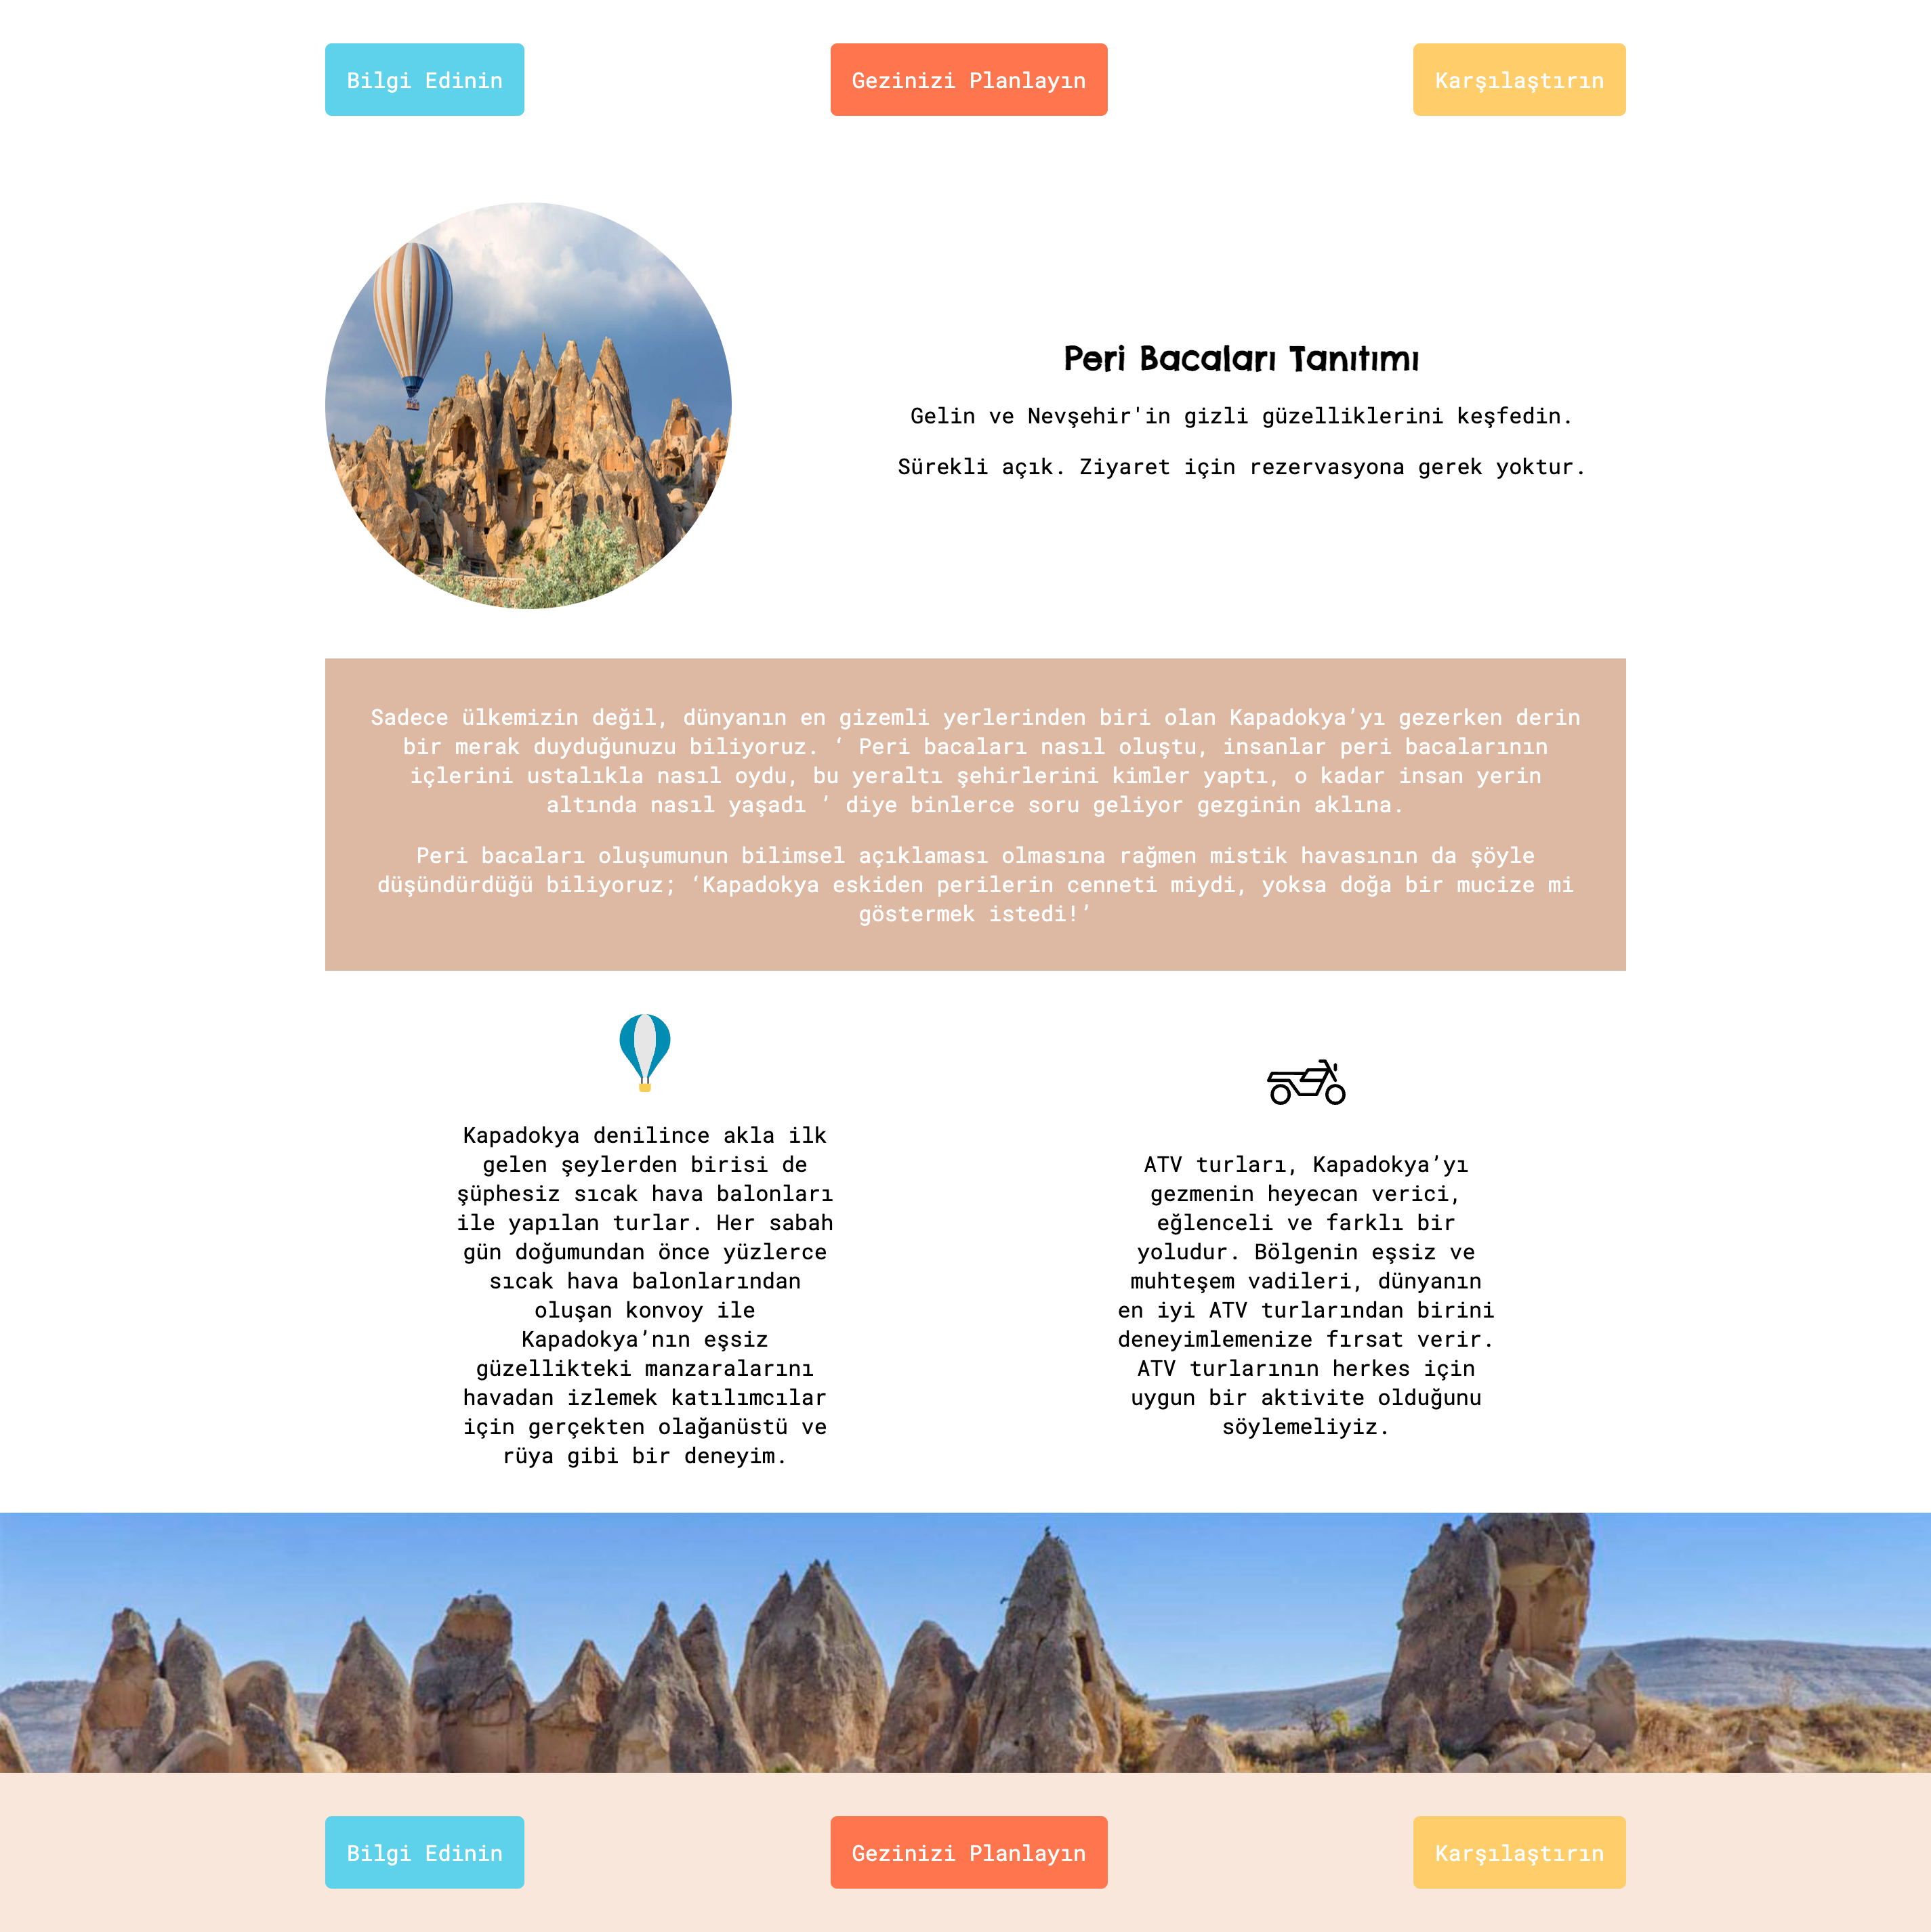 Bilgi Edinin
Gezinizi Planlayın
Karşılaştırın
Peri Bacaları Tanıtımı
Gelin ve Nevşehir'in gizli güzelliklerini keşfedin.
Sürekli açık. Ziyaret için rezervasyona gerek yoktur.
Sadece ülkemizin değil, dünyanın en gizemli yerlerinden biri olan Kapadokya’yı gezerken derin
bir merak duyduğunuzu biliyoruz. ‘ Peri bacaları nasıl oluştu, insanlar peri bacalarının
içlerini ustalıkla nasıl oydu, bu yeraltı şehirlerini kimler yaptı, o kadar insan yerin
altında nasıl yaşadı ’ diye binlerce soru geliyor gezginin aklına.
Peri bacaları oluşumunun bilimsel açıklaması olmasına rağmen mistik havasının da şöyle
düşündürdüğü biliyoruz; ‘Kapadokya eskiden perilerin cenneti miydi, yoksa doğa bir mucize mi
göstermek istedi!’
Kapadokya denilince akla ilk
gelen şeylerden birisi de
şüphesiz sıcak hava balonları
ile yapılan turlar. Her sabah
gün doğumundan önce yüzlerce
sıcak hava balonlarından
oluşan konvoy ile
Kapadokya’nın eşsiz
güzellikteki manzaralarını
havadan izlemek katılımcılar
için gerçekten olağanüstü ve
rüya gibi bir deneyim.
ATV turları, Kapadokya’yı
gezmenin heyecan verici,
eğlenceli ve farklı bir
yoludur. Bölgenin eşsiz ve
muhteşem vadileri, dünyanın
en iyi ATV turlarından birini
deneyimlemenize fırsat verir.
ATV turlarının herkes için
uygun bir aktivite olduğunu
söylemeliyiz.
Bilgi Edinin
Gezinizi Planlayın
Karşılaştırın